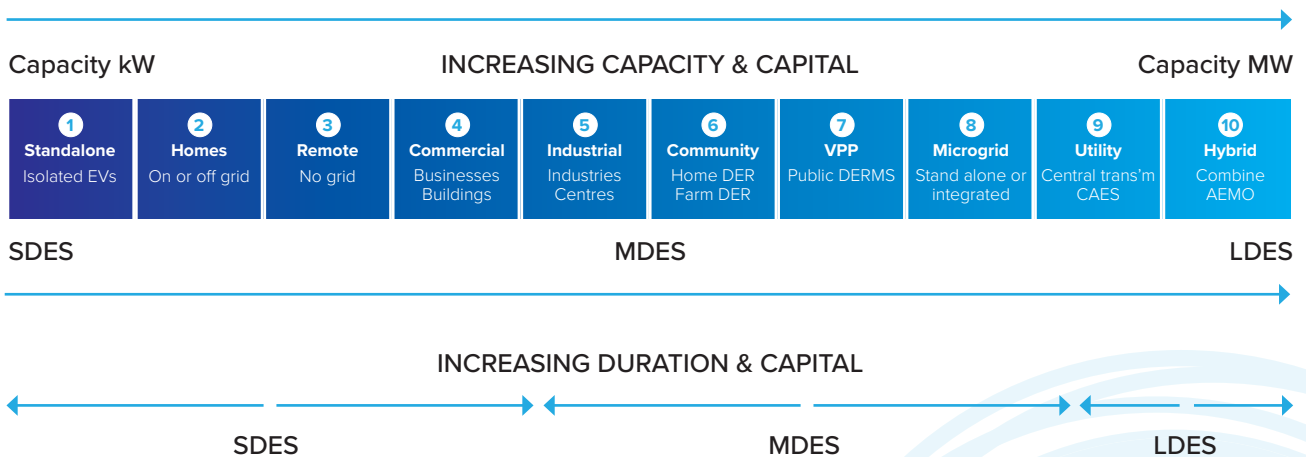 Capacity kW INCREASING CAPACITY & CAPITAL Capacity MW
1
Standalone
Isolated EVs
2
Homes
On or off grid
3
Remote
No grid
4
Commercial
Businesses
Buildings
5
Industrial
Industries
Centres
6
Community
Home DER
Farm DER
7
VPP
Public DERMS
8
Microgrid
Stand alone or
integrated
9
Utility
Central trans'm
CAES
10
Hybrid
Combine
AEMO
SDES MDES LDES
INCREASING DURATION & CAPITAL
SDES MDES LDES